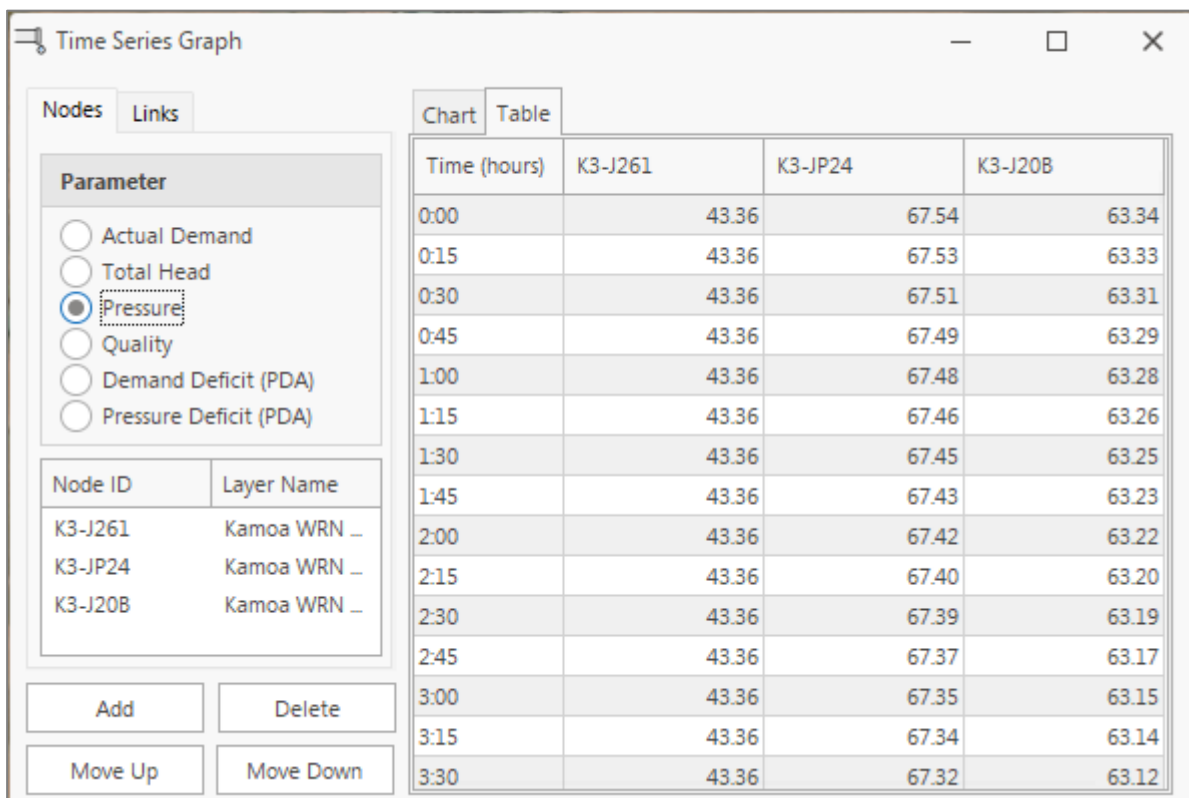 Time Series Graph
Nodes Links
Parameter
Actual Demand
Total Head
Pressure
Quality
Demand Deficit (PDA)
Pressure Deficit (PDA)
Node ID Layer Name
K3-J261 Kamoa WRN ...
K3-JP24 Kamoa WRN ...
K3-J20B Kamoa WRN ...
Add Delete
Move Up Move Down
Chart Table
Time (hours) K3-J261 K3-JP24 K3-J20B
0:00 43.36 67.54 63.34
0:15 43.36 67.53 63.33
0:30 43.36 67.51 63.31
0:45 43.36 67.49 63.29
1:00 43.36 67.48 63.28
1:15 43.36 67.46 63.26
1:30 43.36 67.45 63.25
1:45 43.36 67.43 63.23
2:00 43.36 67.42 63.22
2:15 43.36 67.40 63.20
2:30 43.36 67.39 63.19
2:45 43.36 67.37 63.17
3:00 43.36 67.35 63.15
3:15 43.36 67.34 63.14
3:30 43.36 67.32 63.12